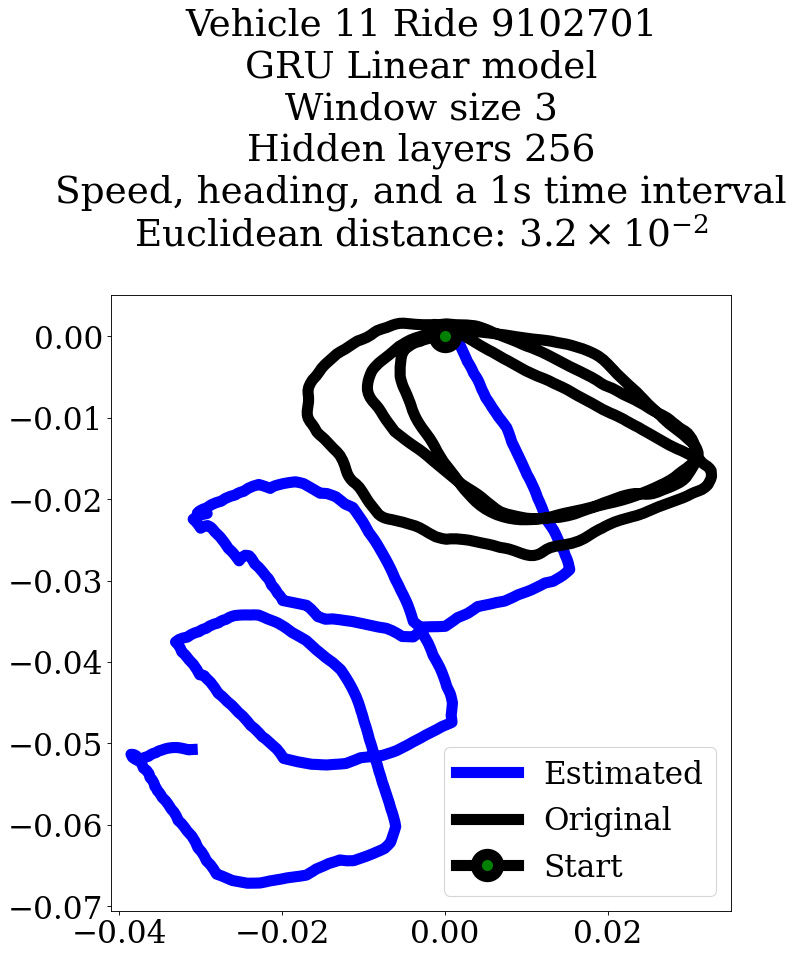 Vehicle 11 Ride 9102701
GRU Linear model
Window size 3
Hidden layers 256
Speed, heading, and a 1s time interval
Euclidean distance: 3.2 × 10⁻²
0.00
−0.01
−0.02
−0.03
−0.04
−0.05
−0.06
−0.07
−0.04 −0.02 0.00 0.02
Estimated
Original
Start